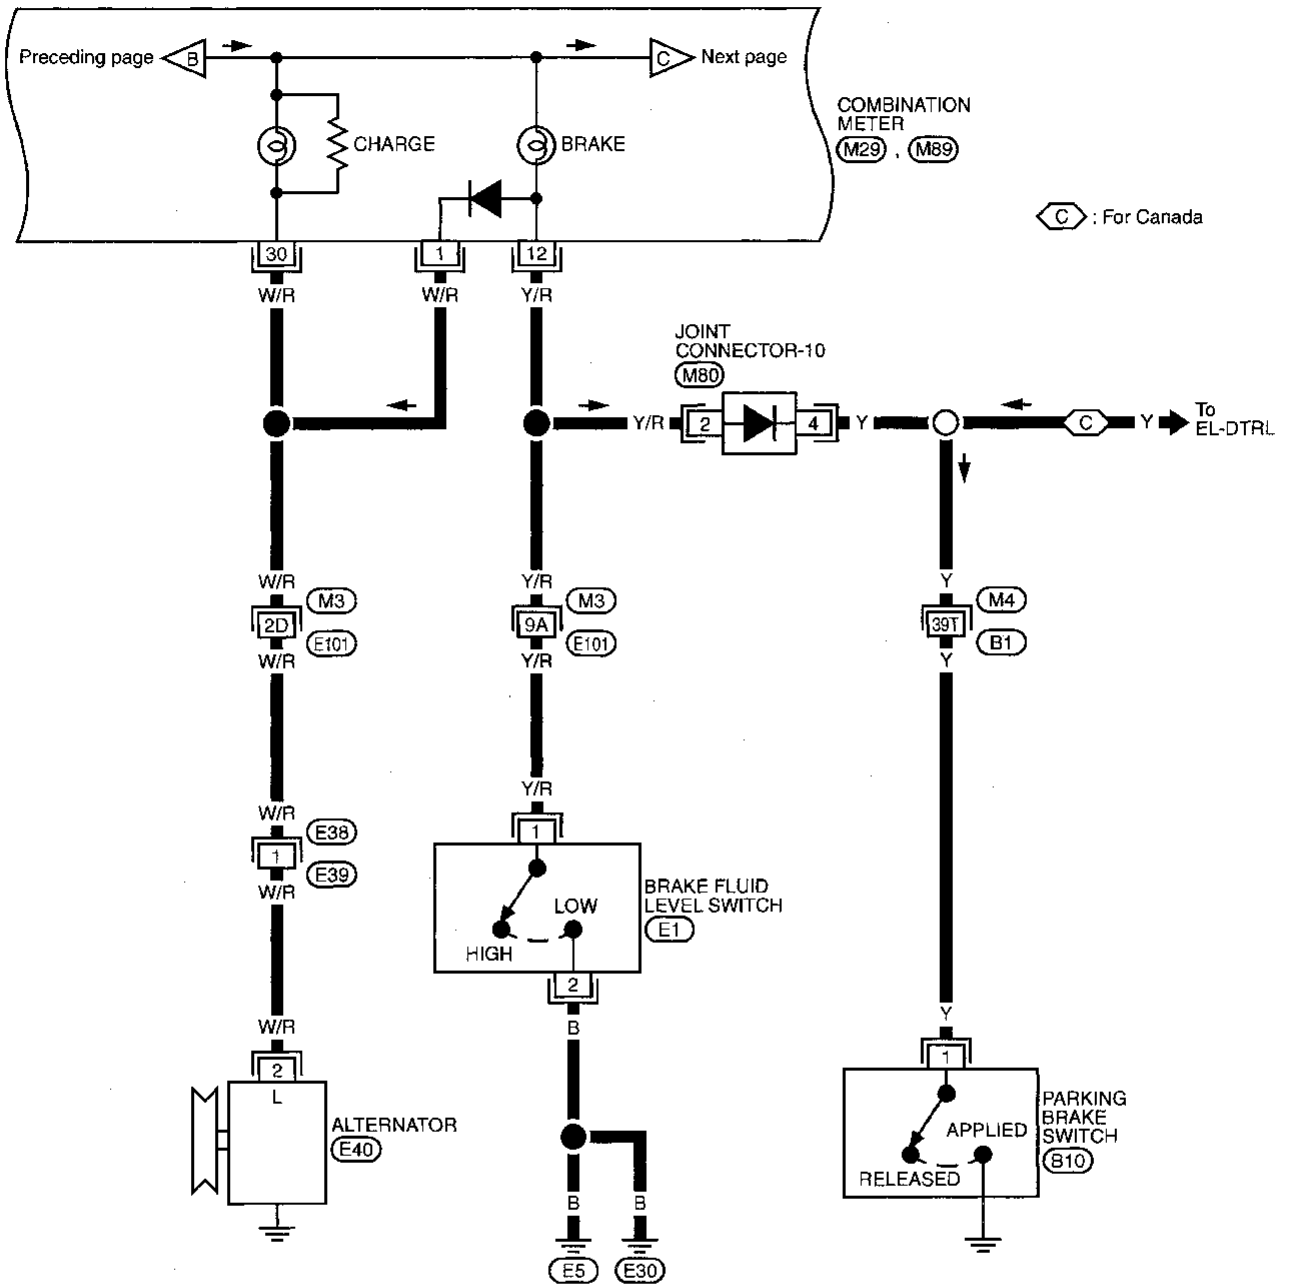 Preceding page
B
C
Next page
CHARGE
BRAKE
COMBINATION
METER
M29 , M89
C : For Canada
30
1
12
W/R
W/R
Y/R
JOINT
CONNECTOR-10
M80
Y/R
2
4
Y
C
Y
To
EL-DTRL
W/R
M3
2D
E101
W/R
Y/R
M3
9A
E101
Y/R
Y
M4
39T
B1
Y
W/R
E38
1
E39
W/R
Y/R
1
BRAKE FLUID
LEVEL SWITCH
E1
LOW
HIGH
2
B
W/R
2
L
ALTERNATOR
E40
Y
1
PARKING
BRAKE
SWITCH
B10
APPLIED
RELEASED
B
B
E5
E30